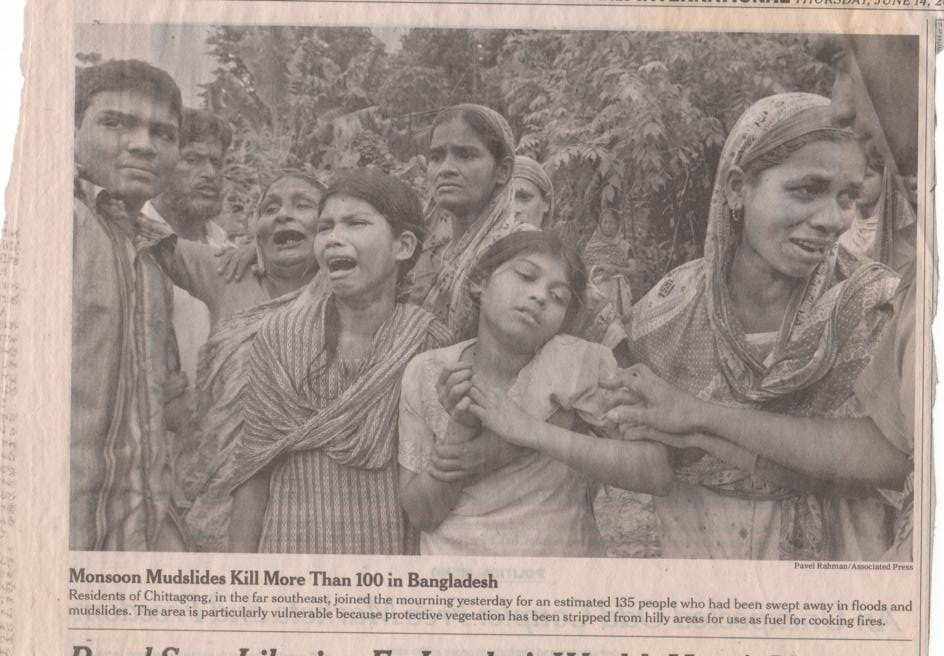 INTERNATIONAL THURSDAY, JUNE 14,
Pavel Rahman/Associated Press
Monsoon Mudslides Kill More Than 100 in Bangladesh
Residents of Chittagong, in the far southeast, joined the mourning yesterday for an estimated 135 people who had been swept away in floods and
mudslides. The area is particularly vulnerable because protective vegetation has been stripped from hilly areas for use as fuel for cooking fires.